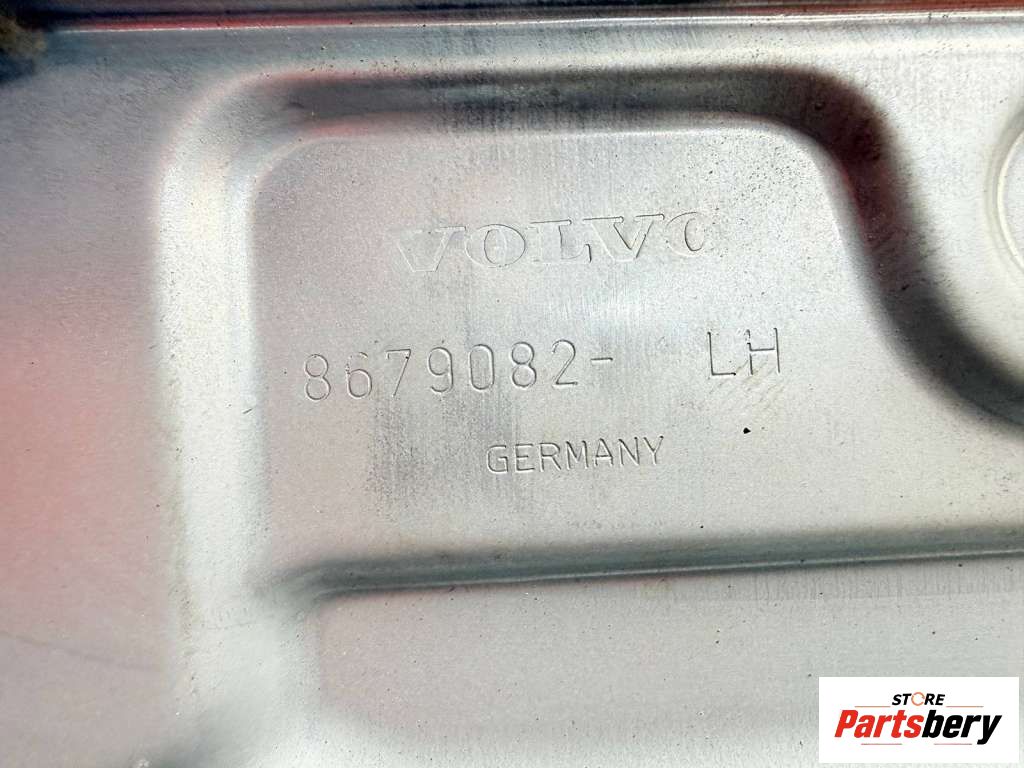 VOLVO
8679082- LH
GERMANY
STORE
Partsbery